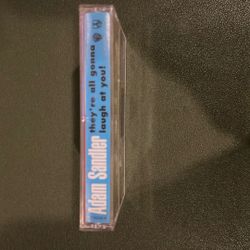 Adam Sandler
they're all gonna
laugh at you!